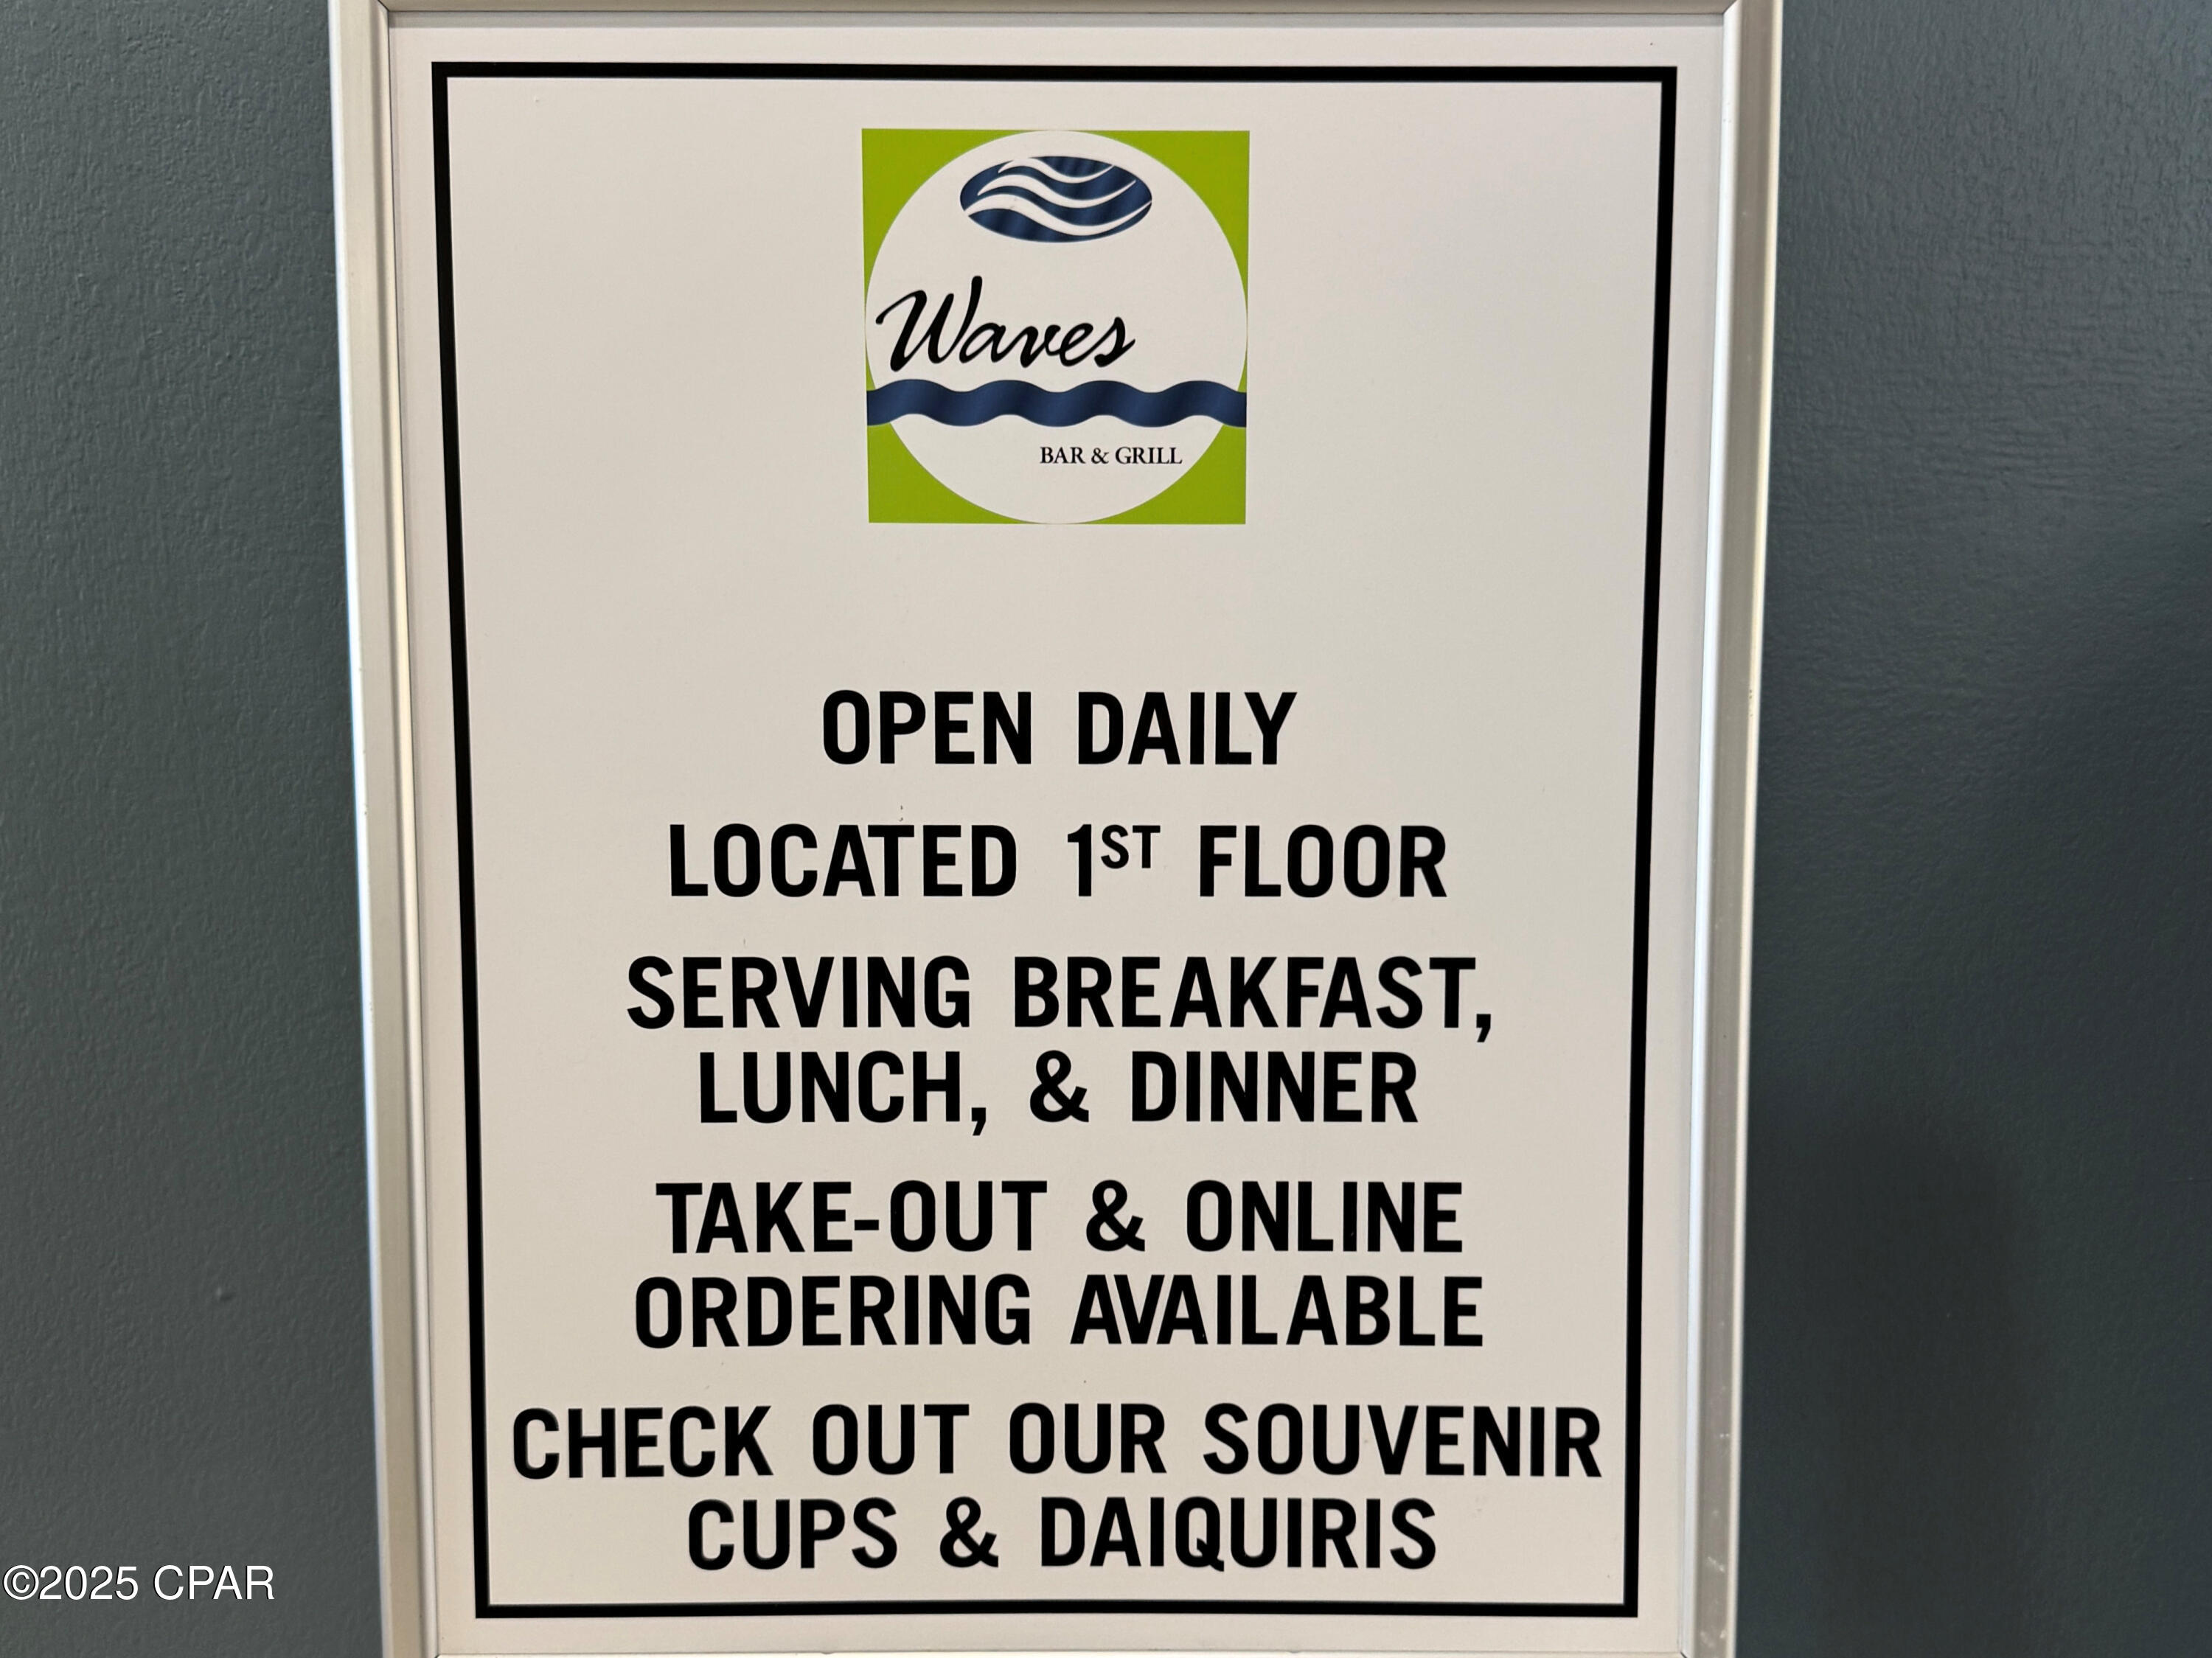 Waves
BAR & GRILL
OPEN DAILY
LOCATED 1ST FLOOR
SERVING BREAKFAST,
LUNCH, & DINNER
TAKE-OUT & ONLINE
ORDERING AVAILABLE
CHECK OUT OUR SOUVENIR
CUPS & DAIQUIRIS
©2025 CPAR